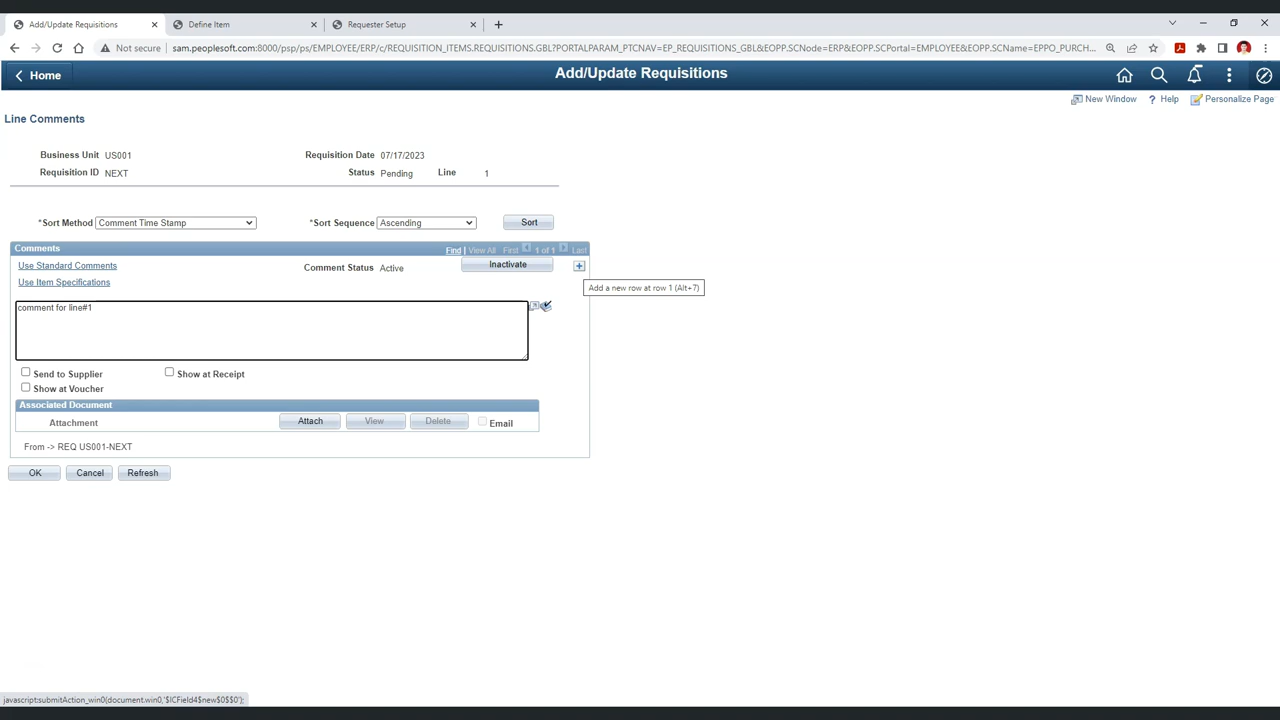 Add/Update Requisitions
Define Item
Requester Setup
Not secure
sam.peoplesoft.com:8000/psp/ps/EMPLOYEE/ERP/c/REQUISITION_ITEMS.REQUISITIONS.GBL?PORTALPARAM_PTCNAV=EP_REQUISITIONS_GBL&EOPP.SCNode=ERP&EOPP.SCPortal=EMPLOYEE&EOPP.SCName=EPPO_PURCH...
Home
Add/Update Requisitions
New Window
Help
Personalize Page
Line Comments
Business Unit US001
Requisition Date 07/17/2023
Requisition ID NEXT
Status Pending
Line 1
*Sort Method Comment Time Stamp
*Sort Sequence Ascending
Sort
Comments
Find | View All First 1 of 1 Last
Use Standard Comments
Comment Status Active
Inactivate
Use Item Specifications
Add a new row at row 1 (Alt+7)
comment for line#1
Send to Supplier
Show at Receipt
Show at Voucher
Associated Document
Attachment
Attach
View
Delete
Email
From -> REQ US001-NEXT
OK
Cancel
Refresh
javascript:submitAction_win0(document.win0,'$ICField4$new$0$$0');